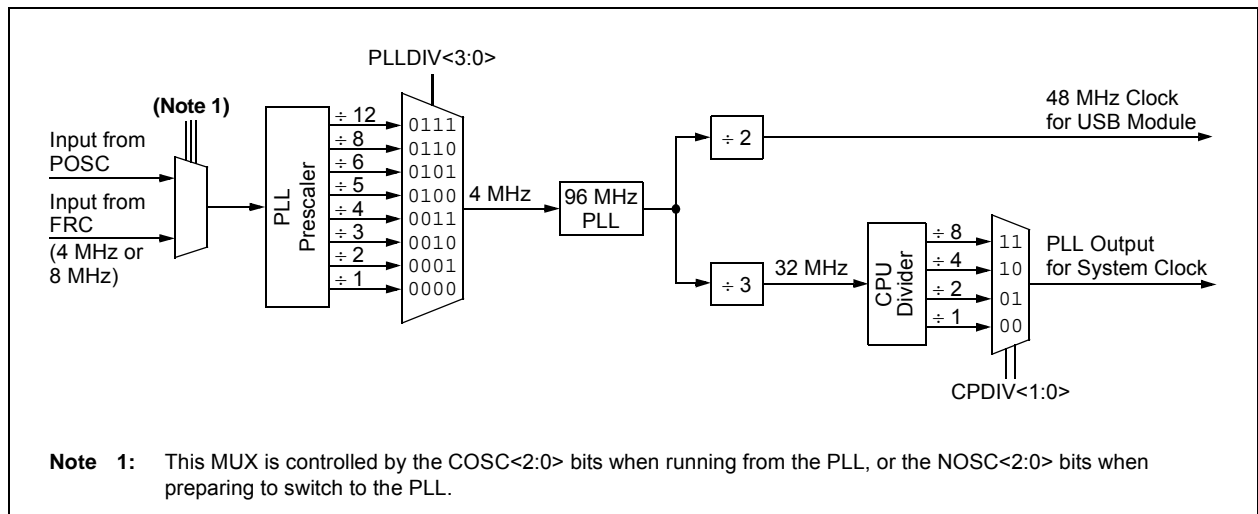 PLLDIV<3:0>
(Note 1)
Input from
POSC
Input from
FRC
(4 MHz or
8 MHz)
PLL
Prescaler
÷ 12
÷ 8
÷ 6
÷ 5
÷ 4
÷ 3
÷ 2
÷ 1
0111
0110
0101
0100
0011
0010
0001
0000
4 MHz
96 MHz
PLL
÷ 2
48 MHz Clock
for USB Module
÷ 3
32 MHz
CPU
Divider
÷ 8
÷ 4
÷ 2
÷ 1
11
10
01
00
PLL Output
for System Clock
CPDIV<1:0>
Note 1: This MUX is controlled by the COSC<2:0> bits when running from the PLL, or the NOSC<2:0> bits when
preparing to switch to the PLL.